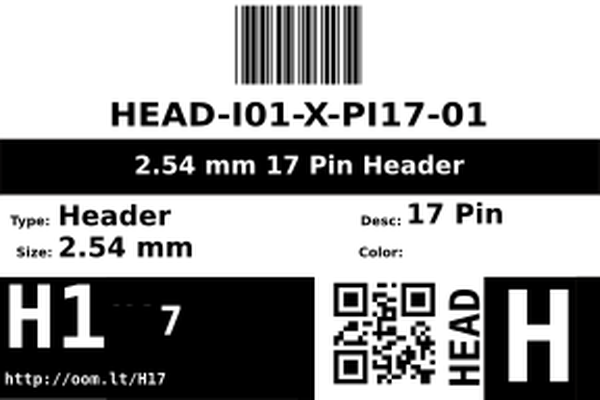 HEAD-I01-X-PI17-01
2.54 mm 17 Pin Header
Type: Header
Desc: 17 Pin
Size: 2.54 mm
Color:
H1 7
HEAD
H
http://oom.lt/H17